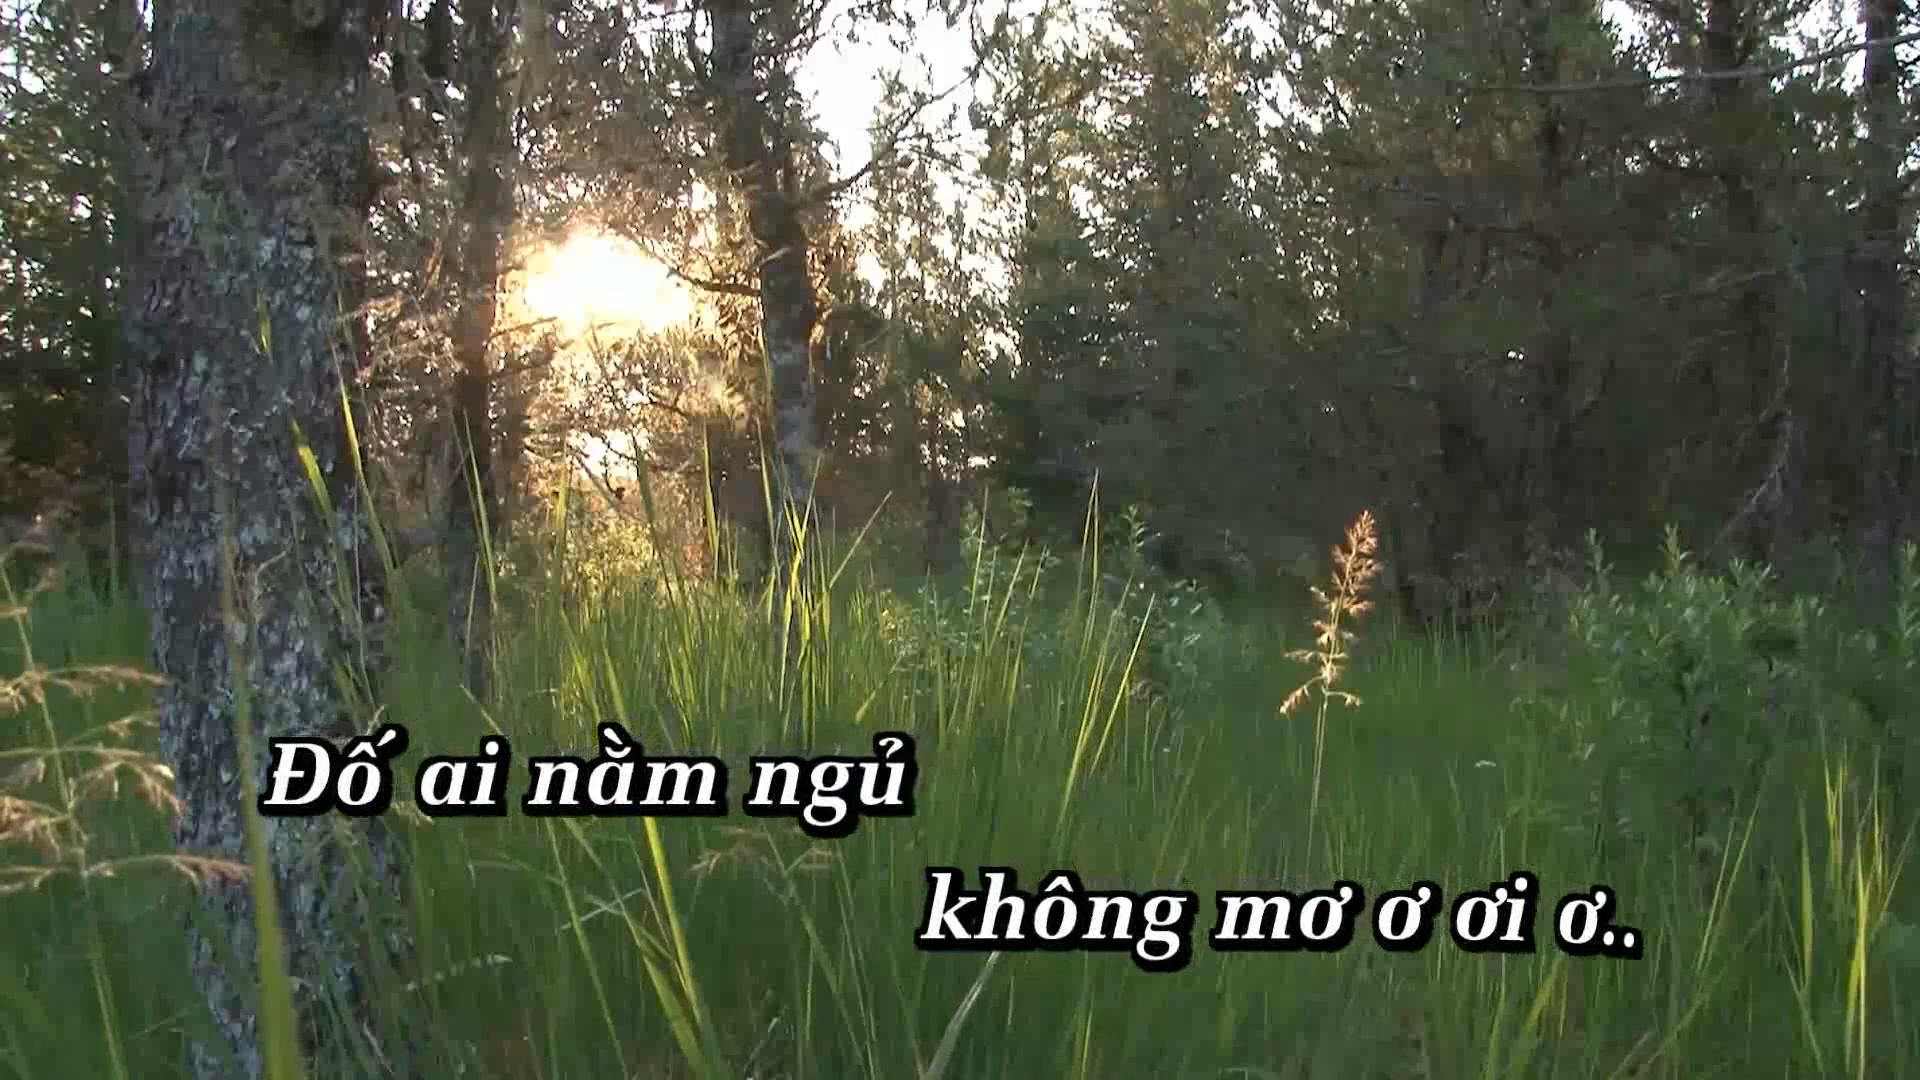 Đố ai nằm ngủ
không mơ ơ ơi ơ..